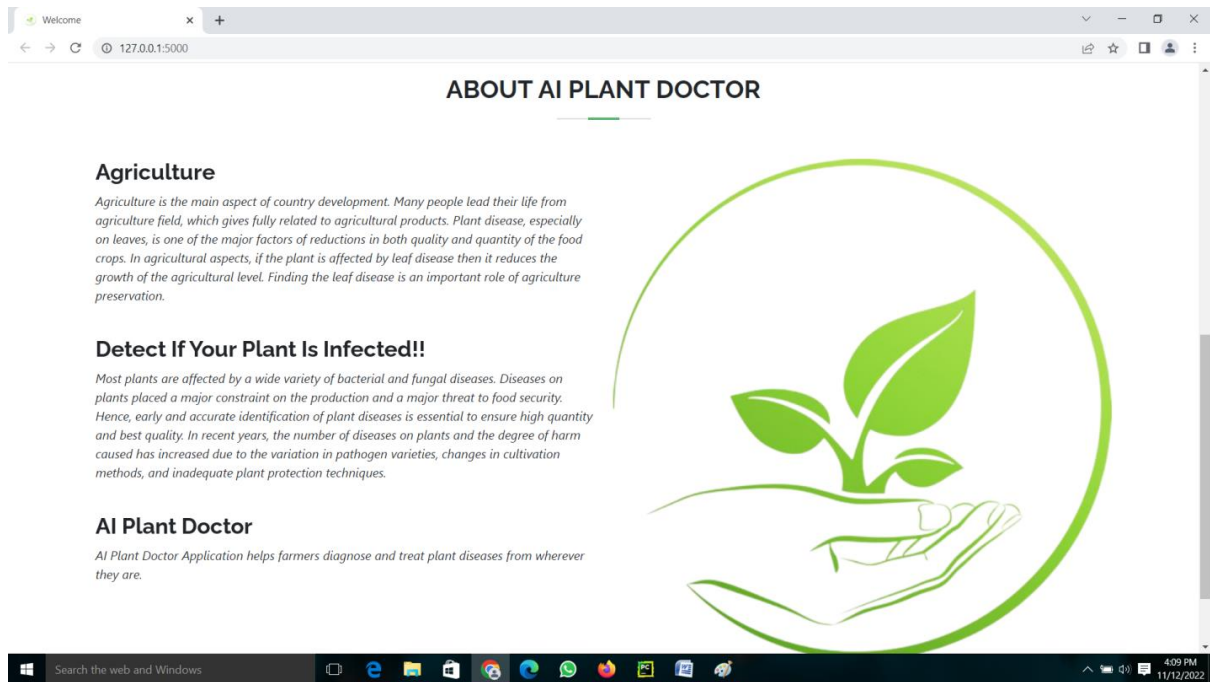 Welcome
127.0.0.1:5000
ABOUT AI PLANT DOCTOR
Agriculture
Agriculture is the main aspect of country development. Many people lead their life from
agriculture field, which gives fully related to agricultural products. Plant disease, especially
on leaves, is one of the major factors of reductions in both quality and quantity of the food
crops. In agricultural aspects, if the plant is affected by leaf disease then it reduces the
growth of the agricultural level. Finding the leaf disease is an important role of agriculture
preservation.
Detect If Your Plant Is Infected!!
Most plants are affected by a wide variety of bacterial and fungal diseases. Diseases on
plants placed a major constraint on the production and a major threat to food security.
Hence, early and accurate identification of plant diseases is essential to ensure high quantity
and best quality. In recent years, the number of diseases on plants and the degree of harm
caused has increased due to the variation in pathogen varieties, changes in cultivation
methods, and inadequate plant protection techniques.
AI Plant Doctor
AI Plant Doctor Application helps farmers diagnose and treat plant diseases from wherever
they are.
Search the web and Windows
PC
4:09 PM
11/12/2022